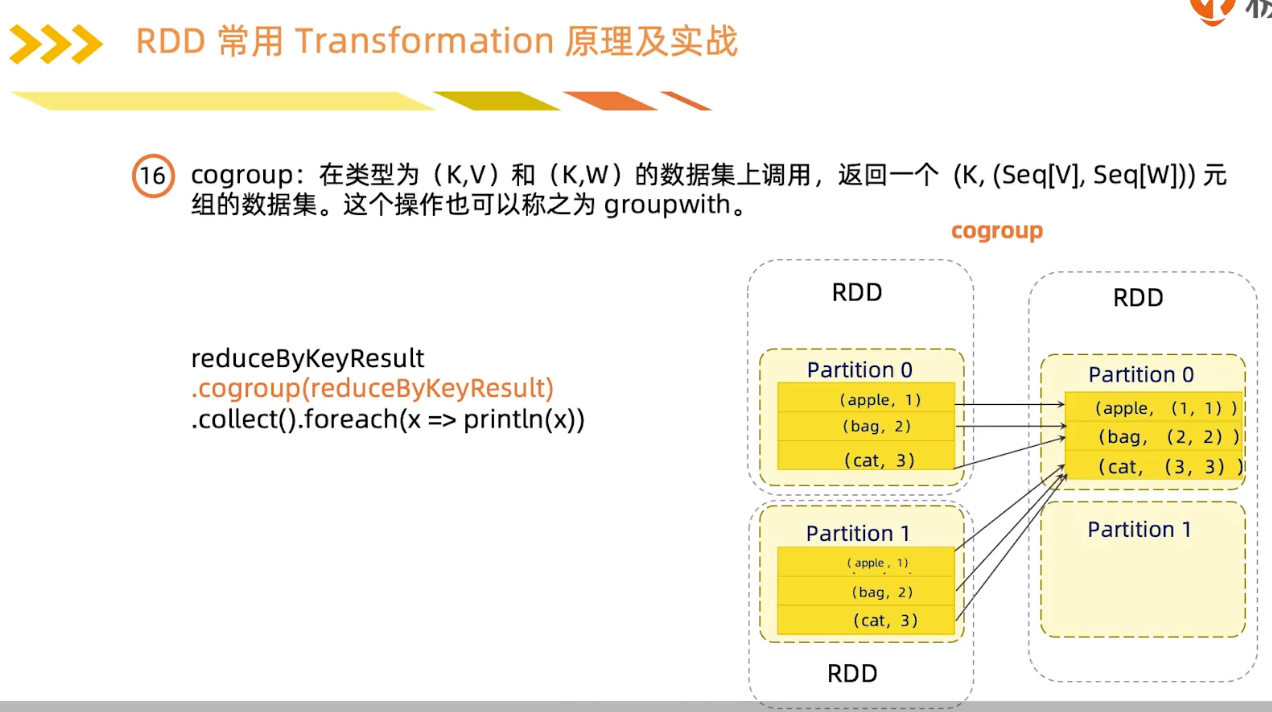 RDD 常用 Transformation 原理及实战
16 cogroup：在类型为（K,V）和（K,W）的数据集上调用，返回一个 (K, (Seq[V], Seq[W])) 元
组的数据集。这个操作也可以称之为 groupwith。
cogroup
reduceByKeyResult
.cogroup(reduceByKeyResult)
.collect().foreach(x => println(x))
RDD
Partition 0
（apple，1）
（bag，2）
（cat，3）
Partition 1
（apple，1）
（bag，2）
（cat，3）
RDD
RDD
Partition 0
（apple，（1，1））
（bag，（2，2））
（cat，（3，3））
Partition 1